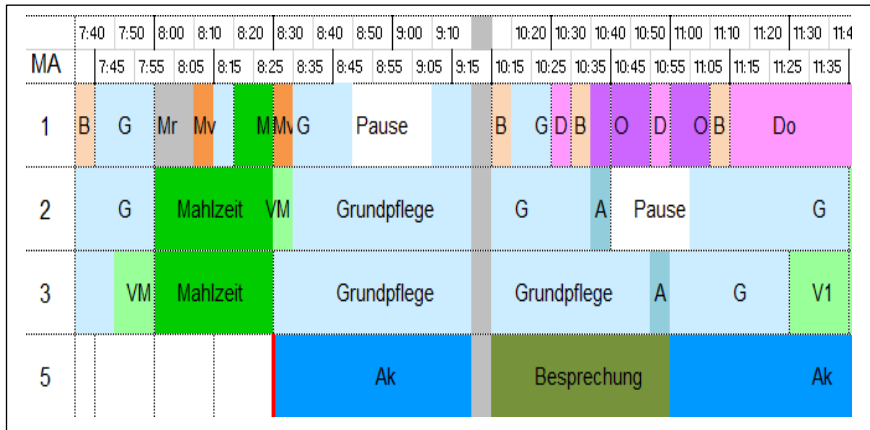 7:40 7:50 8:00 8:10 8:20 8:30 8:40 8:50 9:00 9:10 10:20 10:30 10:40 10:50 11:00 11:10 11:20 11:30 11:4
MA 7:45 7:55 8:05 8:15 8:25 8:35 8:45 8:55 9:05 9:15 10:15 10:25 10:35 10:45 10:55 11:05 11:15 11:25 11:35
1 B G Mr Mv M Mv G Pause B G D B O D O B Do
2 G Mahlzeit VM Grundpflege G A Pause G
3 VM Mahlzeit Grundpflege Grundpflege A G V1
5 Ak Besprechung Ak